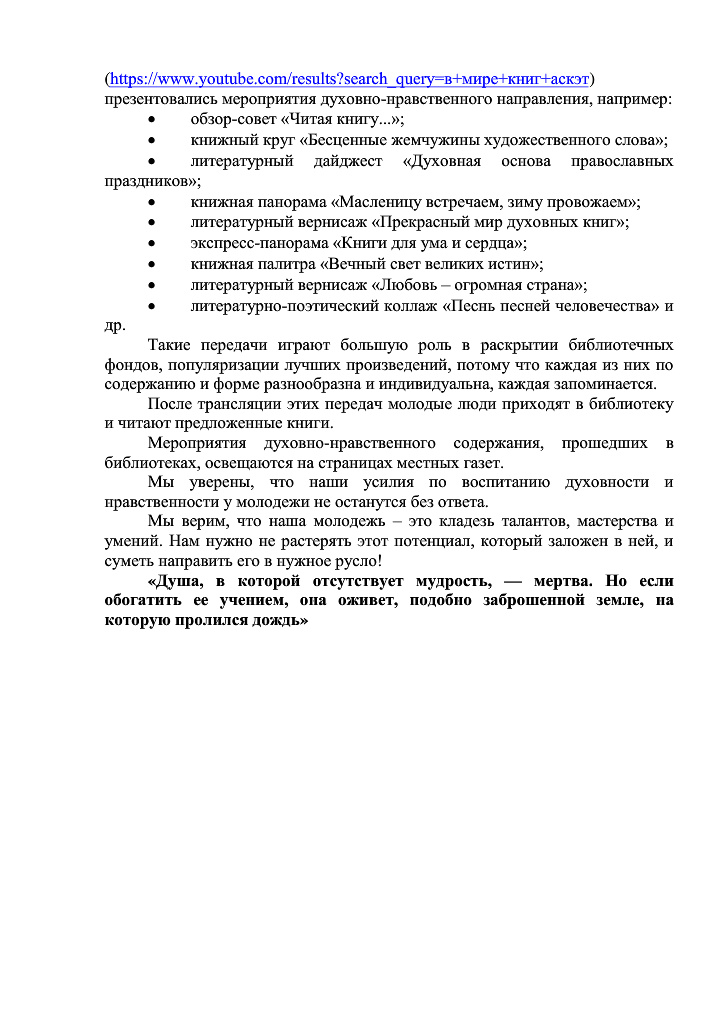 (https://www.youtube.com/results?search_query=в+мире+книг+аскэт)
презентовались мероприятия духовно-нравственного направления, например:
• обзор-совет «Читая книгу...»;
• книжный круг «Бесценные жемчужины художественного слова»;
• литературный дайджест «Духовная основа православных
праздников»;
• книжная панорама «Масленицу встречаем, зиму провожаем»;
• литературный вернисаж «Прекрасный мир духовных книг»;
• экспресс-панорама «Книги для ума и сердца»;
• книжная палитра «Вечный свет великих истин»;
• литературный вернисаж «Любовь – огромная страна»;
• литературно-поэтический коллаж «Песнь песней человечества» и
др.
Такие передачи играют большую роль в раскрытии библиотечных
фондов, популяризации лучших произведений, потому что каждая из них по
содержанию и форме разнообразна и индивидуальна, каждая запоминается.
После трансляции этих передач молодые люди приходят в библиотеку
и читают предложенные книги.
Мероприятия духовно-нравственного содержания, прошедших в
библиотеках, освещаются на страницах местных газет.
Мы уверены, что наши усилия по воспитанию духовности и
нравственности у молодежи не останутся без ответа.
Мы верим, что наша молодежь – это кладезь талантов, мастерства и
умений. Нам нужно не растерять этот потенциал, который заложен в ней, и
суметь направить его в нужное русло!
«Душа, в которой отсутствует мудрость, — мертва. Но если
обогатить ее учением, она оживет, подобно заброшенной земле, на
которую пролился дождь»